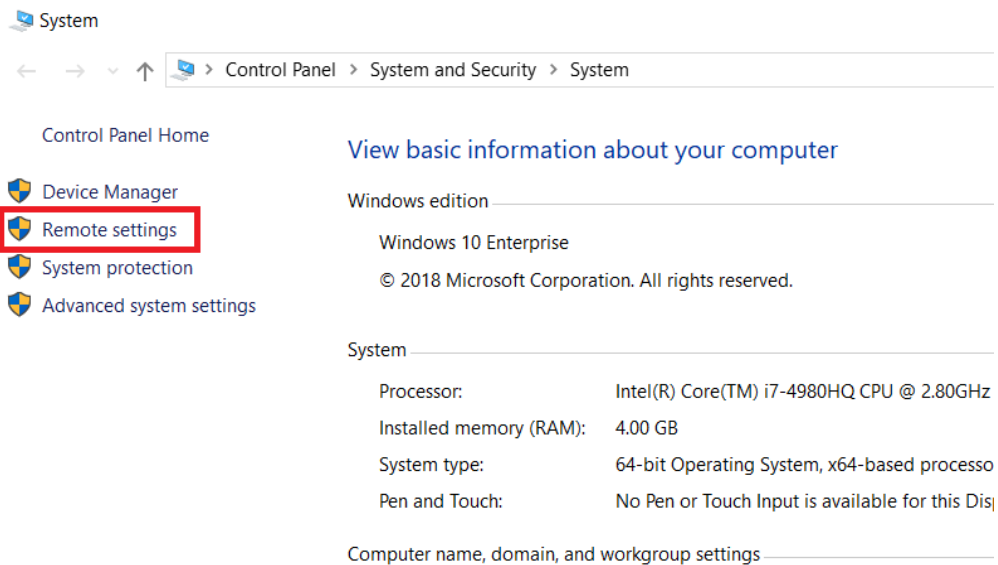 System
Control Panel > System and Security > System
Control Panel Home
Device Manager
Remote settings
System protection
Advanced system settings
View basic information about your computer
Windows edition
Windows 10 Enterprise
© 2018 Microsoft Corporation. All rights reserved.
System
Processor: Intel(R) Core(TM) i7-4980HQ CPU @ 2.80GHz
Installed memory (RAM): 4.00 GB
System type: 64-bit Operating System, x64-based processo
Pen and Touch: No Pen or Touch Input is available for this Disp
Computer name, domain, and workgroup settings